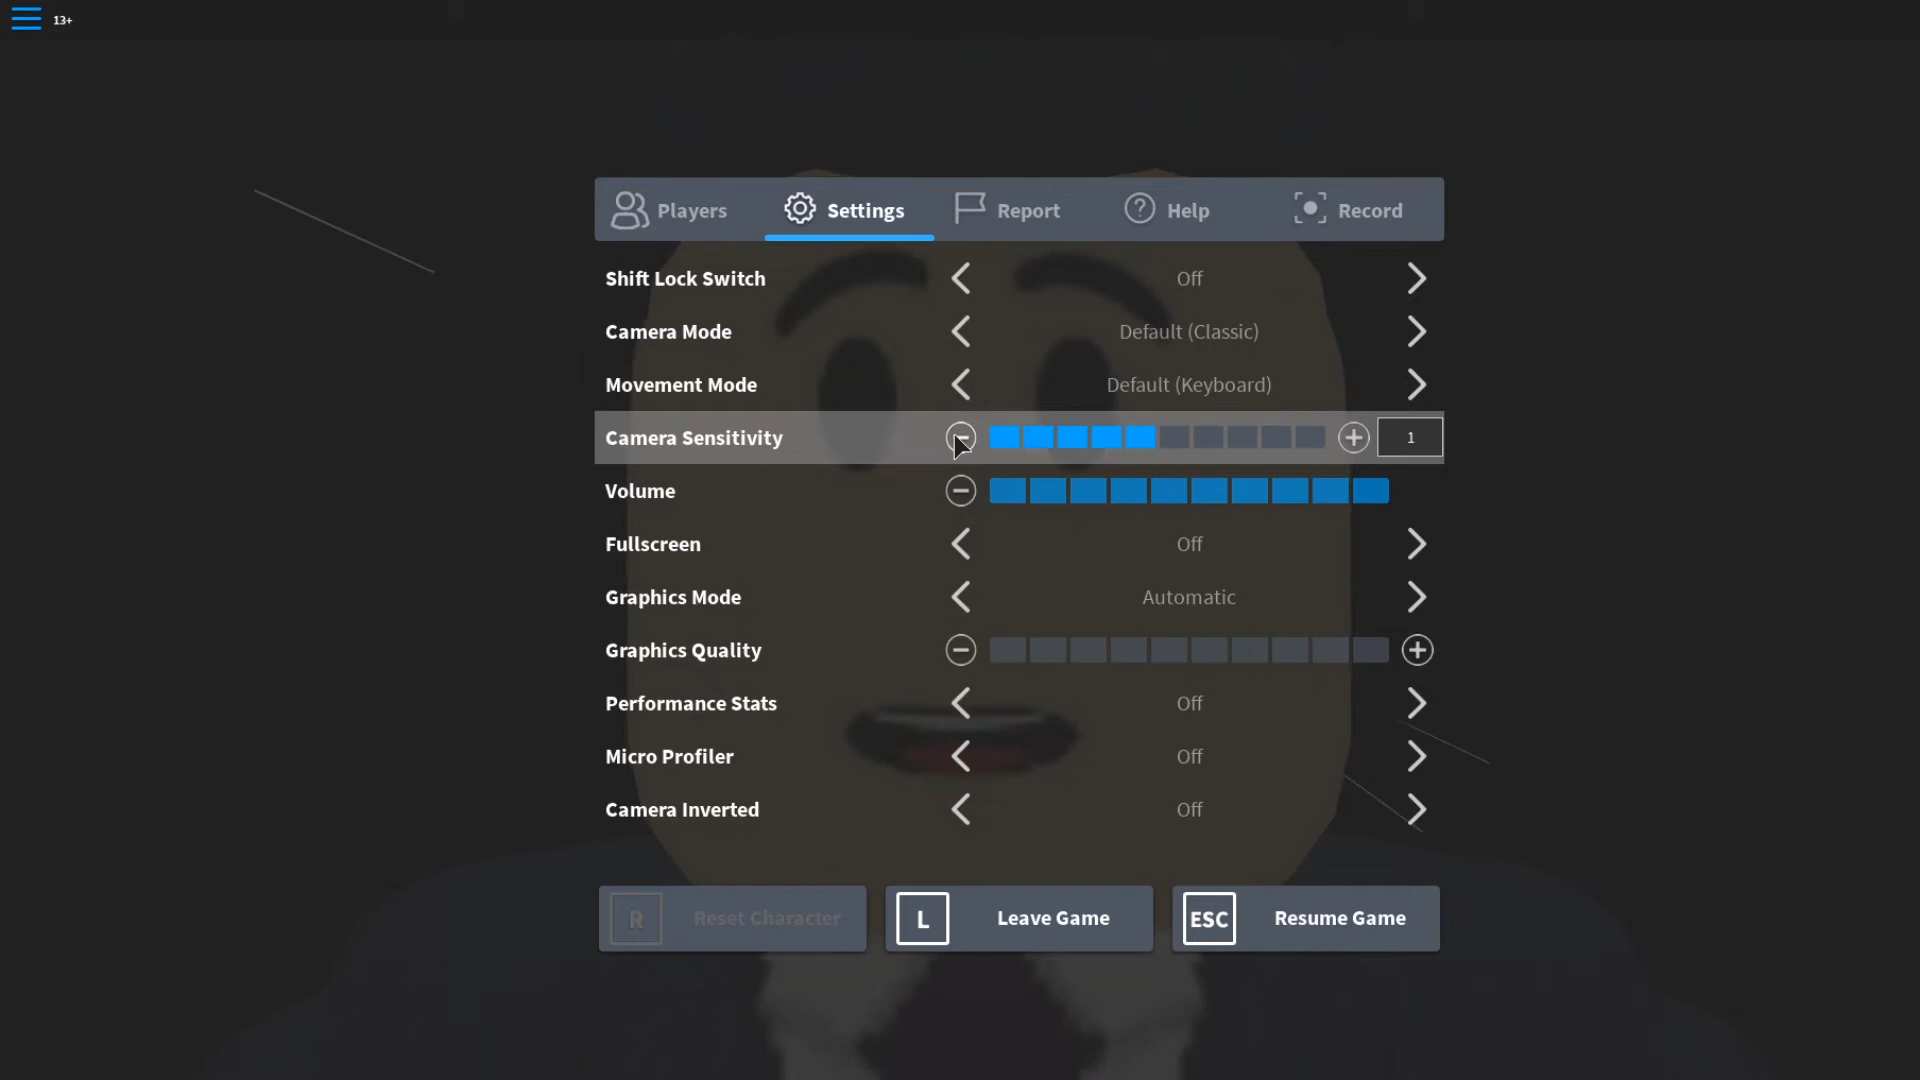 13+
Players Settings Report Help Record
Shift Lock Switch Off
Camera Mode Default (Classic)
Movement Mode Default (Keyboard)
Camera Sensitivity 1
Volume
Fullscreen Off
Graphics Mode Automatic
Graphics Quality
Performance Stats Off
Micro Profiler Off
Camera Inverted Off
R Reset Character L Leave Game ESC Resume Game